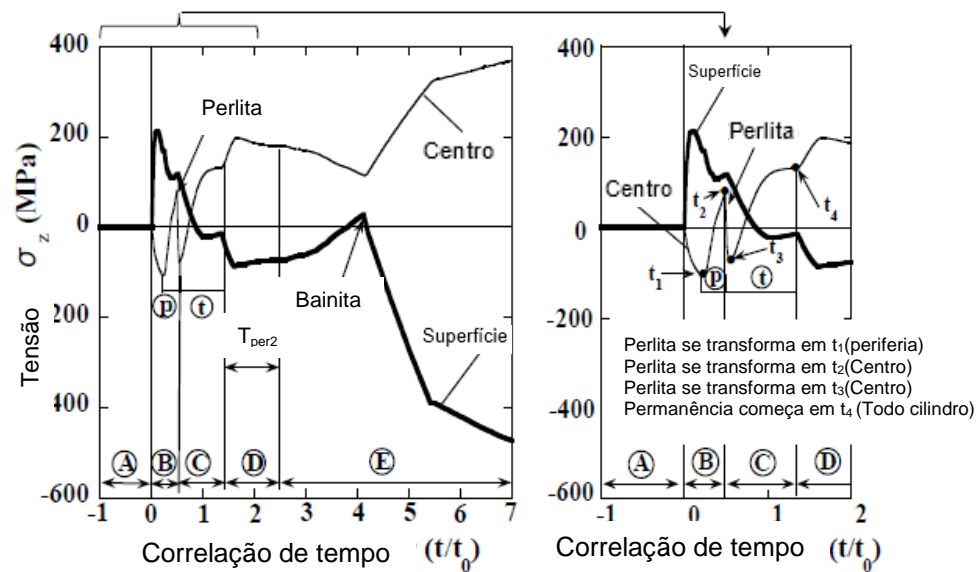 400
200
0
200
400
-600
-1
0
1
2
3
4
5
6
7
σz (MPa)
Tensão
Perlita
Centro
Bainita
Superfície
p
t
Tper2
A
B
C
D
E
Correlação de tempo (t/t0)
400
200
0
-200
-400
-600
-1
0
1
2
Superfície
Perlita
Centro
t1
t2
t3
t4
p
t
Perlita se transforma em t1(periferia)
Perlita se transforma em t2(Centro)
Perlita se transforma em t3(Centro)
Permanência começa em t4 (Todo cilindro)
A
B
C
D
Correlação de tempo (t/t0)